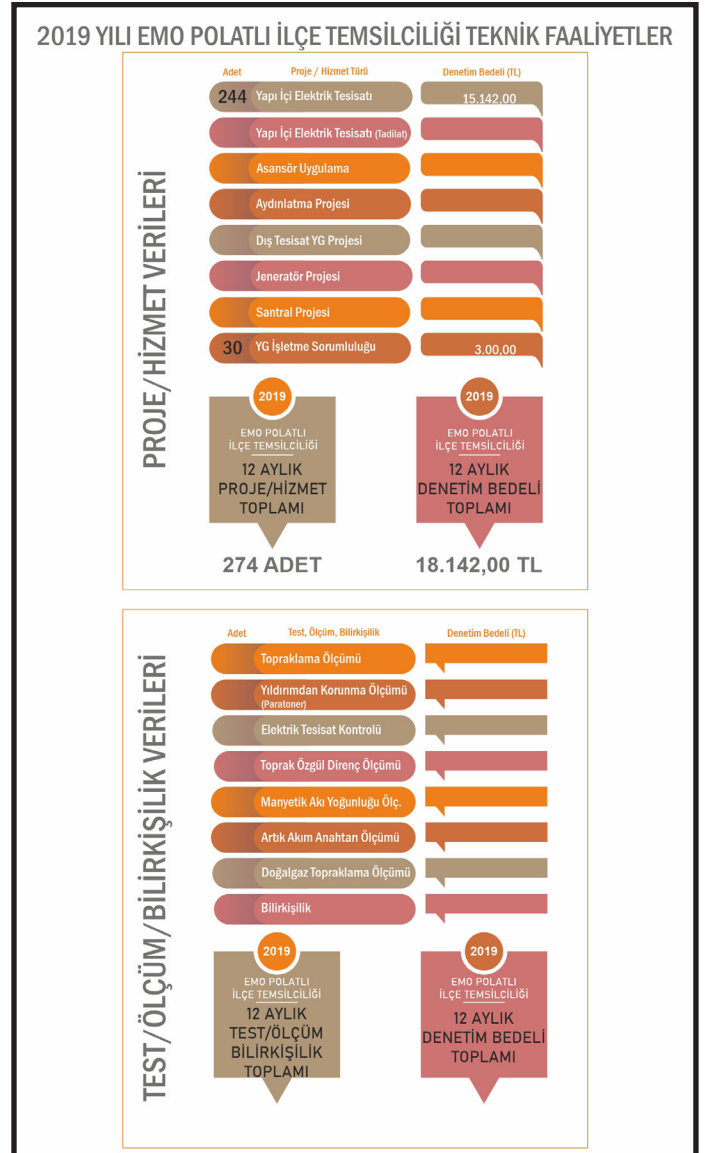 2019 YILI EMO POLATLI İLÇE TEMSİLCİLİĞİ TEKNİK FAALİYETLER
PROJE/HİZMET VERİLERİ
Adet Proje / Hizmet Türü Denetim Bedeli (TL)
244 Yapı İçi Elektrik Tesisatı 15.142,00
Yapı İçi Elektrik Tesisatı (Tadilat)
Asansör Uygulama
Aydınlatma Projesi
Dış Tesisat YG Projesi
Jeneratör Projesi
Santral Projesi
30 YG İşletme Sorumluluğu 3.00,00
2019
EMO POLATLI
İLÇE TEMSİLCİLİĞİ
12 AYLIK
PROJE/HİZMET
TOPLAMI
274 ADET
2019
EMO POLATLI
İLÇE TEMSİLCİLİĞİ
12 AYLIK
DENETİM BEDELİ
TOPLAMI
18.142,00 TL
TEST/ÖLÇÜM/BİLİRKİŞİLİK VERİLERİ
Adet Test, Ölçüm, Bilirkişilik Denetim Bedeli (TL)
Topraklama Ölçümü
Yıldırımdan Korunma Ölçümü
(Paratoner)
Elektrik Tesisat Kontrolü
Toprak Özgül Direnç Ölçümü
Manyetik Akı Yoğunluğu Ölç.
Artık Akım Anahtarı Ölçümü
Doğalgaz Topraklama Ölçümü
Bilirkişilik
2019
EMO POLATLI
İLÇE TEMSİLCİLİĞİ
12 AYLIK
TEST/ÖLÇÜM
BİLİRKİŞİLİK
TOPLAMI
2019
EMO POLATLI
İLÇE TEMSİLCİLİĞİ
12 AYLIK
DENETİM BEDELİ
TOPLAMI